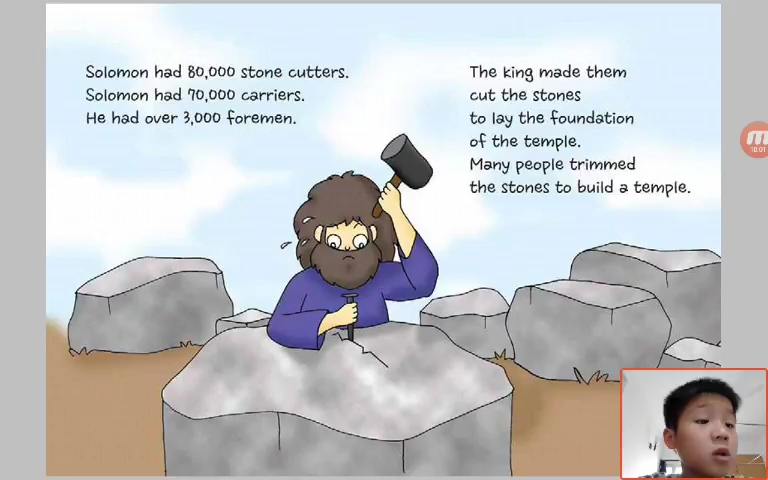 Solomon had 80,000 stone cutters.
Solomon had 70,000 carriers.
He had over 3,000 foremen.
The king made them
cut the stones
to lay the foundation
of the temple.
Many people trimmed
the stones to build a temple.
M
10:01